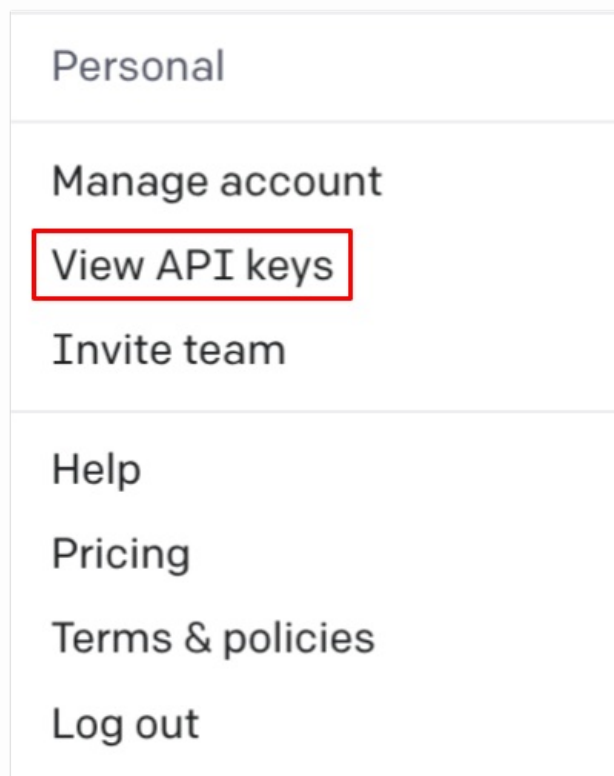 Personal
Manage account
View API keys
Invite team
Help
Pricing
Terms & policies
Log out